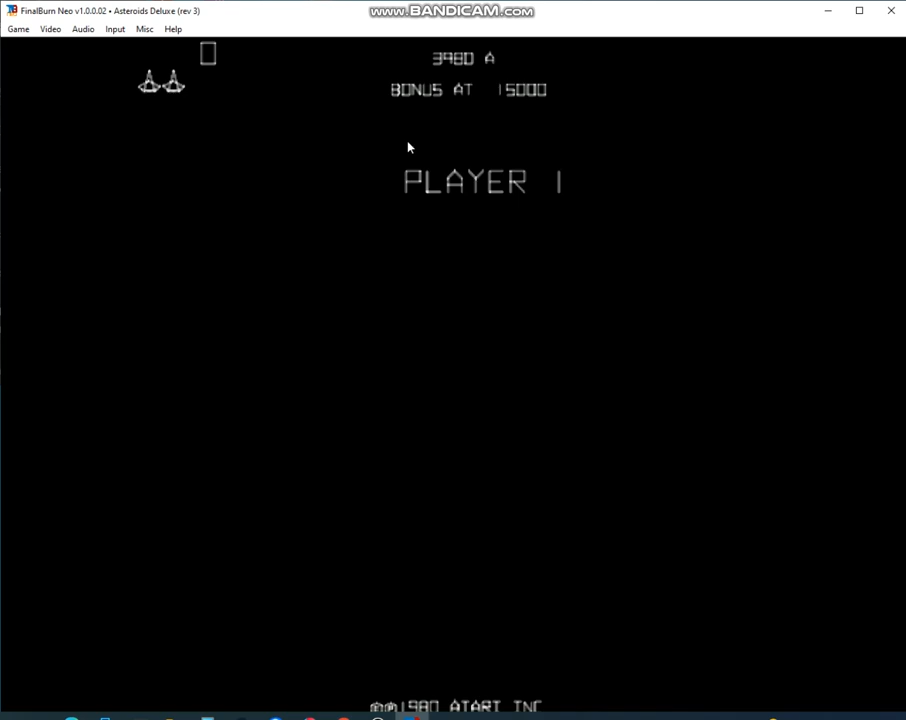 FinalBurn Neo v1.0.0.02 • Asteroids Deluxe (rev 3)
www.BANDICAM.com
Game Video Audio Input Misc Help
0
3980 A
BONUS AT 15000
PLAYER 1
©℗1980 ATARI INC